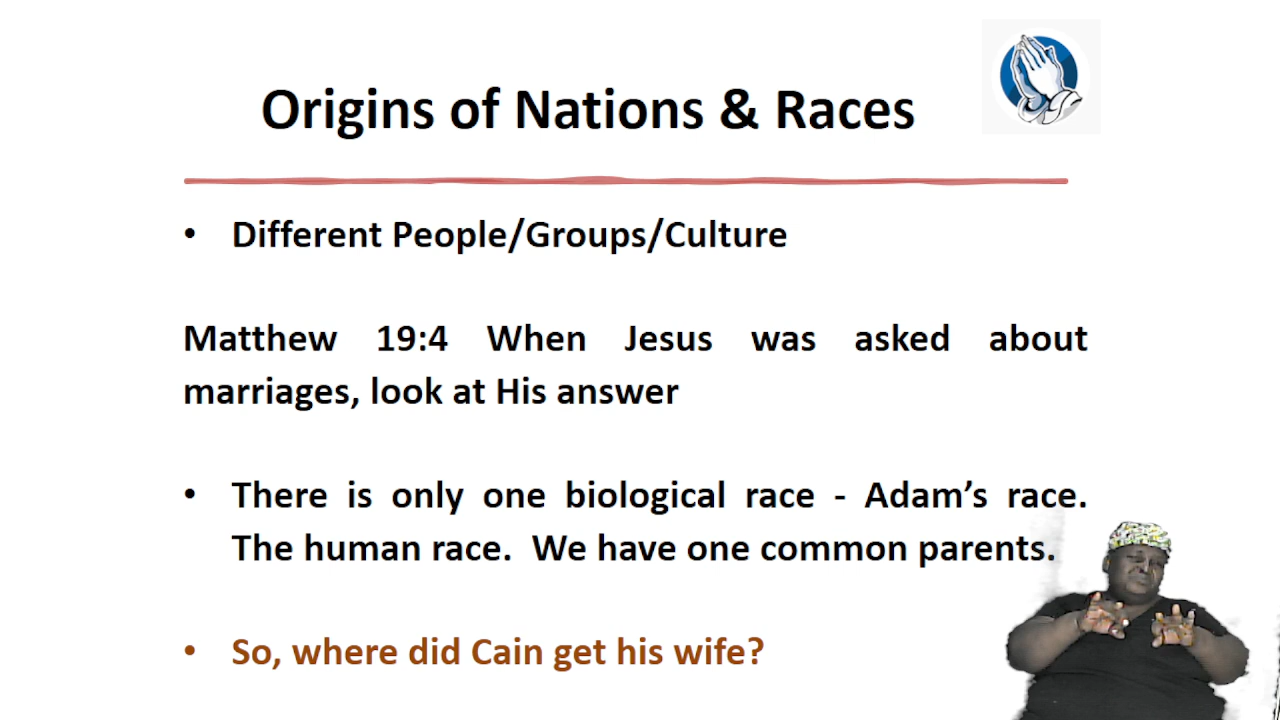 Origins of Nations & Races
• Different People/Groups/Culture
Matthew 19:4 When Jesus was asked about
marriages, look at His answer
• There is only one biological race - Adam’s race.
The human race. We have one common parents.
• So, where did Cain get his wife?